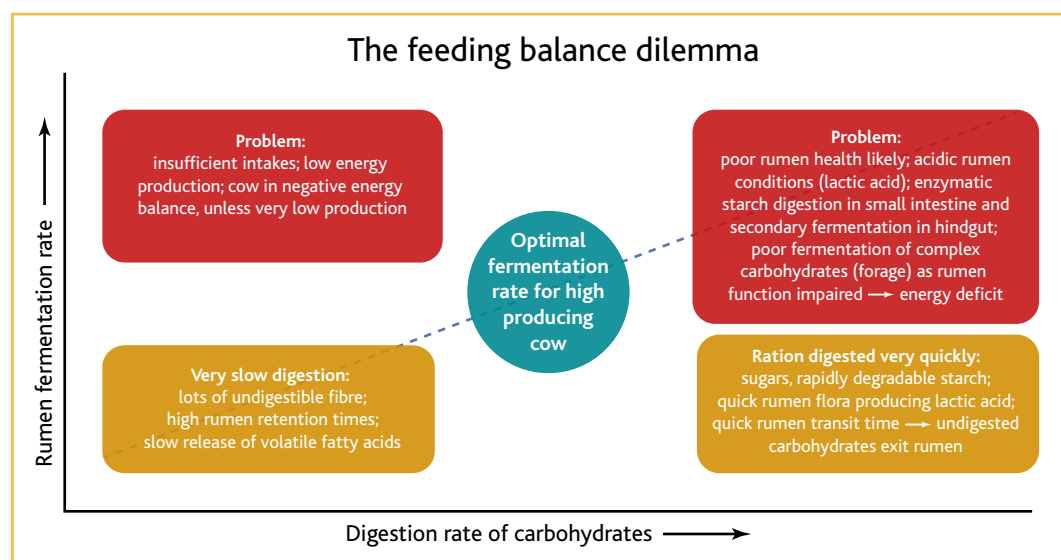 The feeding balance dilemma
Rumen fermentation rate
Problem:
insufficient intakes; low energy
production; cow in negative energy
balance, unless very low production
Problem:
poor rumen health likely; acidic rumen
conditions (lactic acid); enzymatic
starch digestion in small intestine and
secondary fermentation in hindgut;
poor fermentation of complex
carbohydrates (forage) as rumen
function impaired → energy deficit
Optimal
fermentation
rate for high
producing
cow
Very slow digestion:
lots of undigestible fibre;
high rumen retention times;
slow release of volatile fatty acids
Ration digested very quickly:
sugars, rapidly degradable starch;
quick rumen flora producing lactic acid;
quick rumen transit time → undigested
carbohydrates exit rumen
Digestion rate of carbohydrates